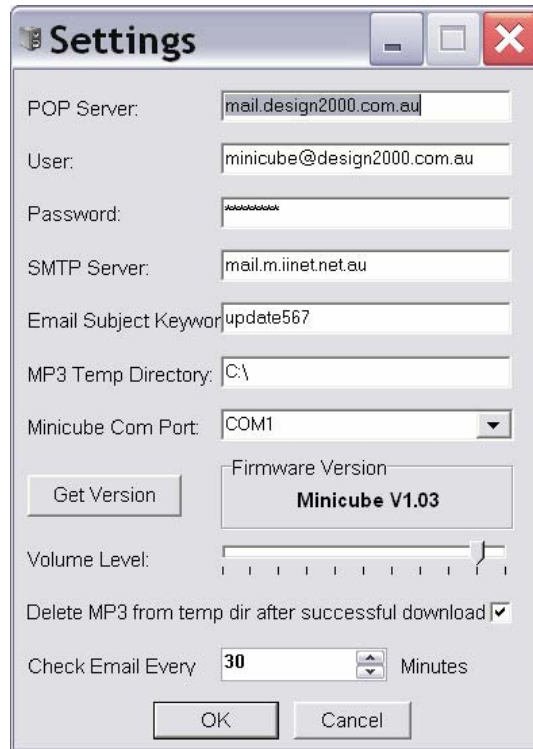 Settings
POP Server: mail.design2000.com.au
User: minicube@design2000.com.au
Password: *********
SMTP Server: mail.m.iinet.net.au
Email Subject Keywor update567
MP3 Temp Directory: C:\
Minicube Com Port: COM1
Firmware Version
Get Version Minicube V1.03
Volume Level:
Delete MP3 from temp dir after successful download
Check Email Every 30 Minutes
OK Cancel